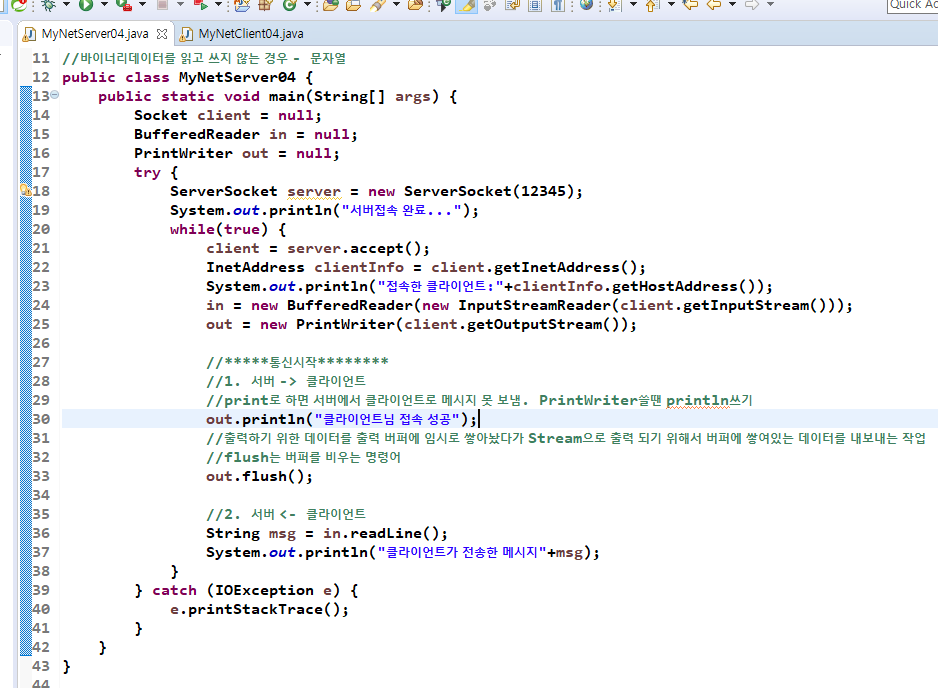 Quick Ac
MyNetServer04.java MyNetClient04.java
11 //바이너리데이터를 읽고 쓰지 않는 경우 - 문자열
12 public class MyNetServer04 {
13 public static void main(String[] args) {
14 Socket client = null;
15 BufferedReader in = null;
16 PrintWriter out = null;
17 try {
18 ServerSocket server = new ServerSocket(12345);
19 System.out.println("서버접속 완료...");
20 while(true) {
21 client = server.accept();
22 InetAddress clientInfo = client.getInetAddress();
23 System.out.println("접속한 클라이언트:"+clientInfo.getHostAddress());
24 in = new BufferedReader(new InputStreamReader(client.getInputStream()));
25 out = new PrintWriter(client.getOutputStream());
26
27 //*****통신시작********
28 //1. 서버 -> 클라이언트
29 //print로 하면 서버에서 클라이언트로 메시지 못 보냄. PrintWriter쓸땐 println쓰기
30 out.println("클라이언트님 접속 성공");
31 //출력하기 위한 데이터를 출력 버퍼에 임시로 쌓아놨다가 Stream으로 출력 되기 위해서 버퍼에 쌓여있는 데이터를 내보내는 작업
32 //flush는 버퍼를 비우는 명령어
33 out.flush();
34
35 //2. 서버 <- 클라이언트
36 String msg = in.readLine();
37 System.out.println("클라이언트가 전송한 메시지"+msg);
38 }
39 } catch (IOException e) {
40 e.printStackTrace();
41 }
42 }
43 }
44